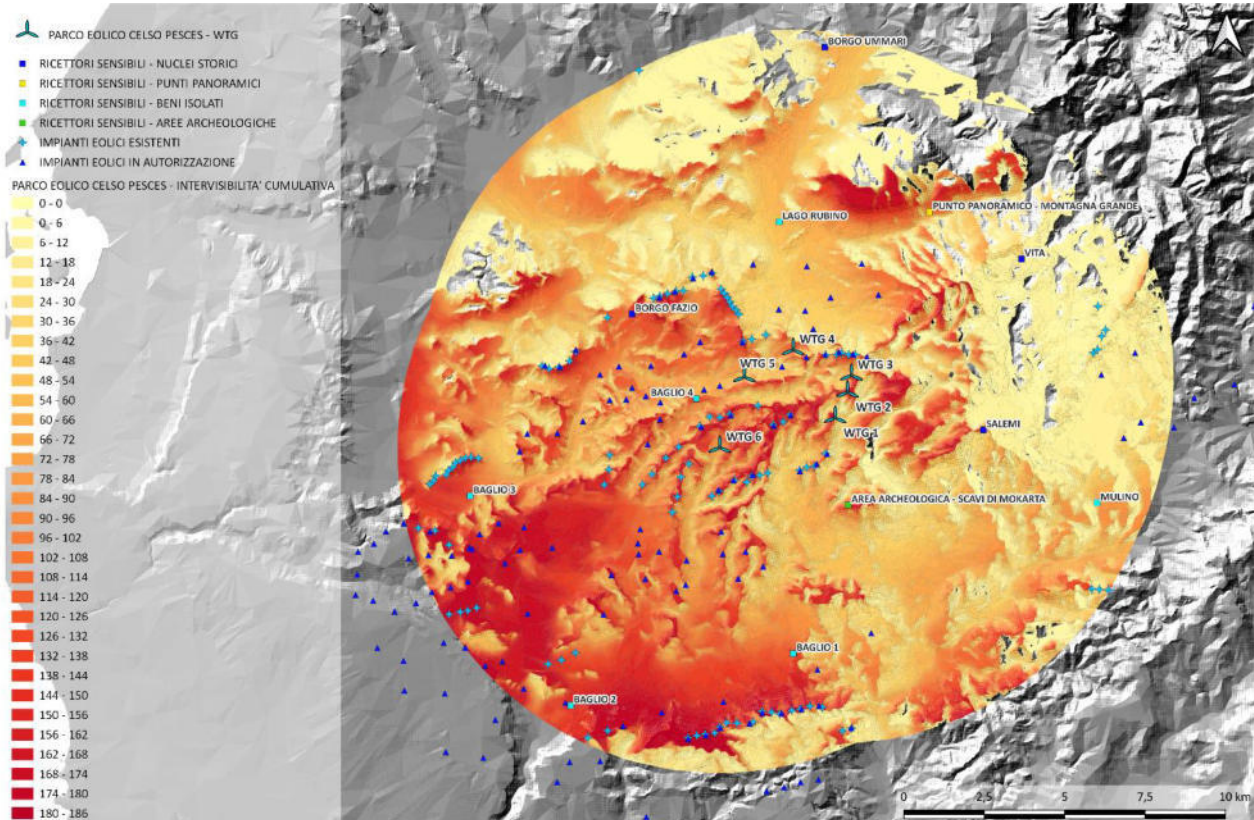 PARCO EOLICO CELSO PESCES - WTG
RICETTORI SENSIBILI - NUCLEI STORICI
RICETTORI SENSIBILI - PUNTI PANORAMICI
RICETTORI SENSIBILI - BENI ISOLATI
RICETTORI SENSIBILI - AREE ARCHEOLOGICHE
IMPIANTI EOLICI ESISTENTI
IMPIANTI EOLICI IN AUTORIZZAZIONE
PARCO EOLICO CELSO PESCES - INTERVISIBILITA' CUMULATIVA
0 - 0
0 - 6
6 - 12
12 - 18
18 - 24
24 - 30
30 - 36
36 - 42
42 - 48
48 - 54
54 - 60
60 - 66
66 - 72
72 - 78
78 - 84
84 - 90
90 - 96
96 - 102
102 - 108
108 - 114
114 - 120
120 - 126
126 - 132
132 - 138
138 - 144
144 - 150
150 - 156
156 - 162
162 - 168
168 - 174
174 - 180
180 - 186
BORGO UMMARI
PUNTO PANORAMICO - MONTAGNA GRANDE
LAGO RUBINO
VITA
BORGO FAZIO
WTG 4
WTG 5
WTG 3
BAGLIO 4
WTG 2
WTG 1
SALEMI
WTG 6
BAGLIO 3
AREA ARCHEOLOGICA - SCAVI DI MOKARTA
MULINO
BAGLIO 1
BAGLIO 2
0 2,5 5 7,5 10 km